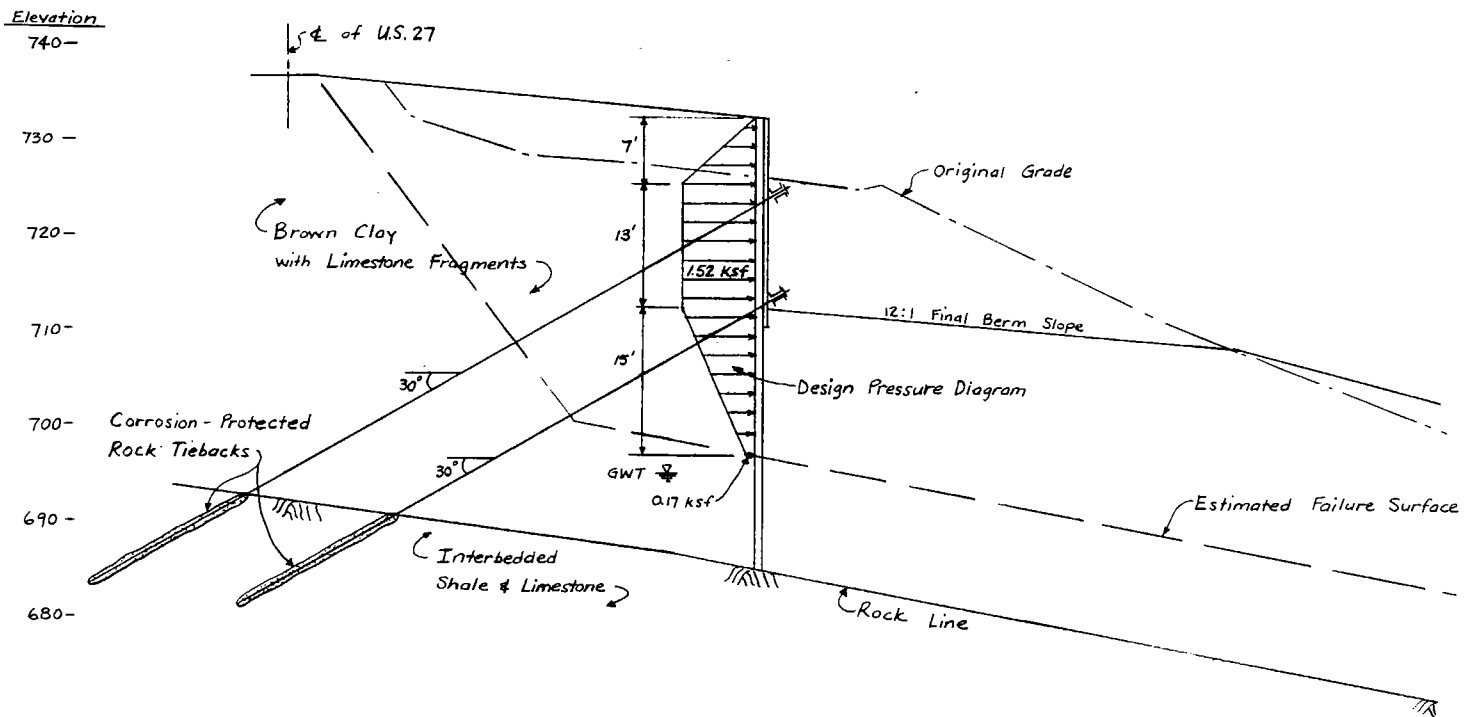 Elevation
740-
℄ of U.S. 27
730-
7'
Original Grade
720-
Brown Clay
with Limestone Fragments
13'
1.52 ksf
710-
12:1 Final Berm Slope
15'
30°
Design Pressure Diagram
700-
Corrosion-Protected
Rock Tiebacks
30°
GWT
0.17 ksf
Estimated Failure Surface
690-
Interbedded
Shale & Limestone
680-
Rock Line